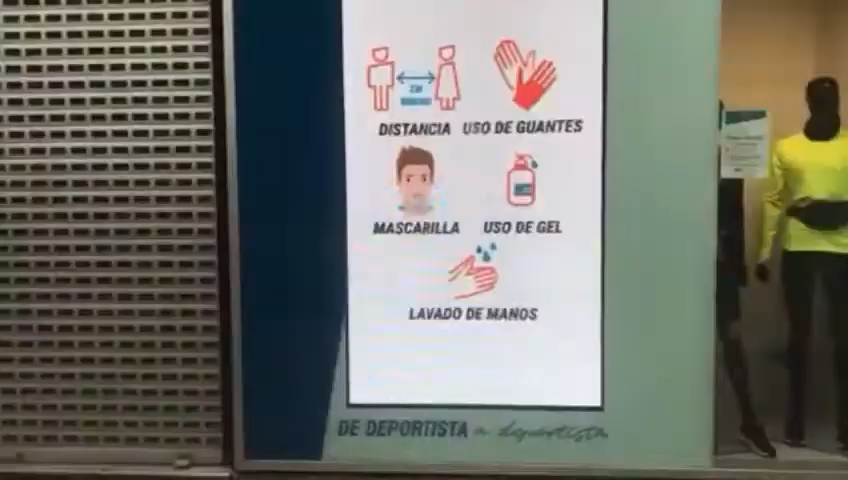 DISTANCIA USO DE GUANTES
MASCARILLA USO DE GEL
LAVADO DE MANOS
DE DEPORTISTA a deportista